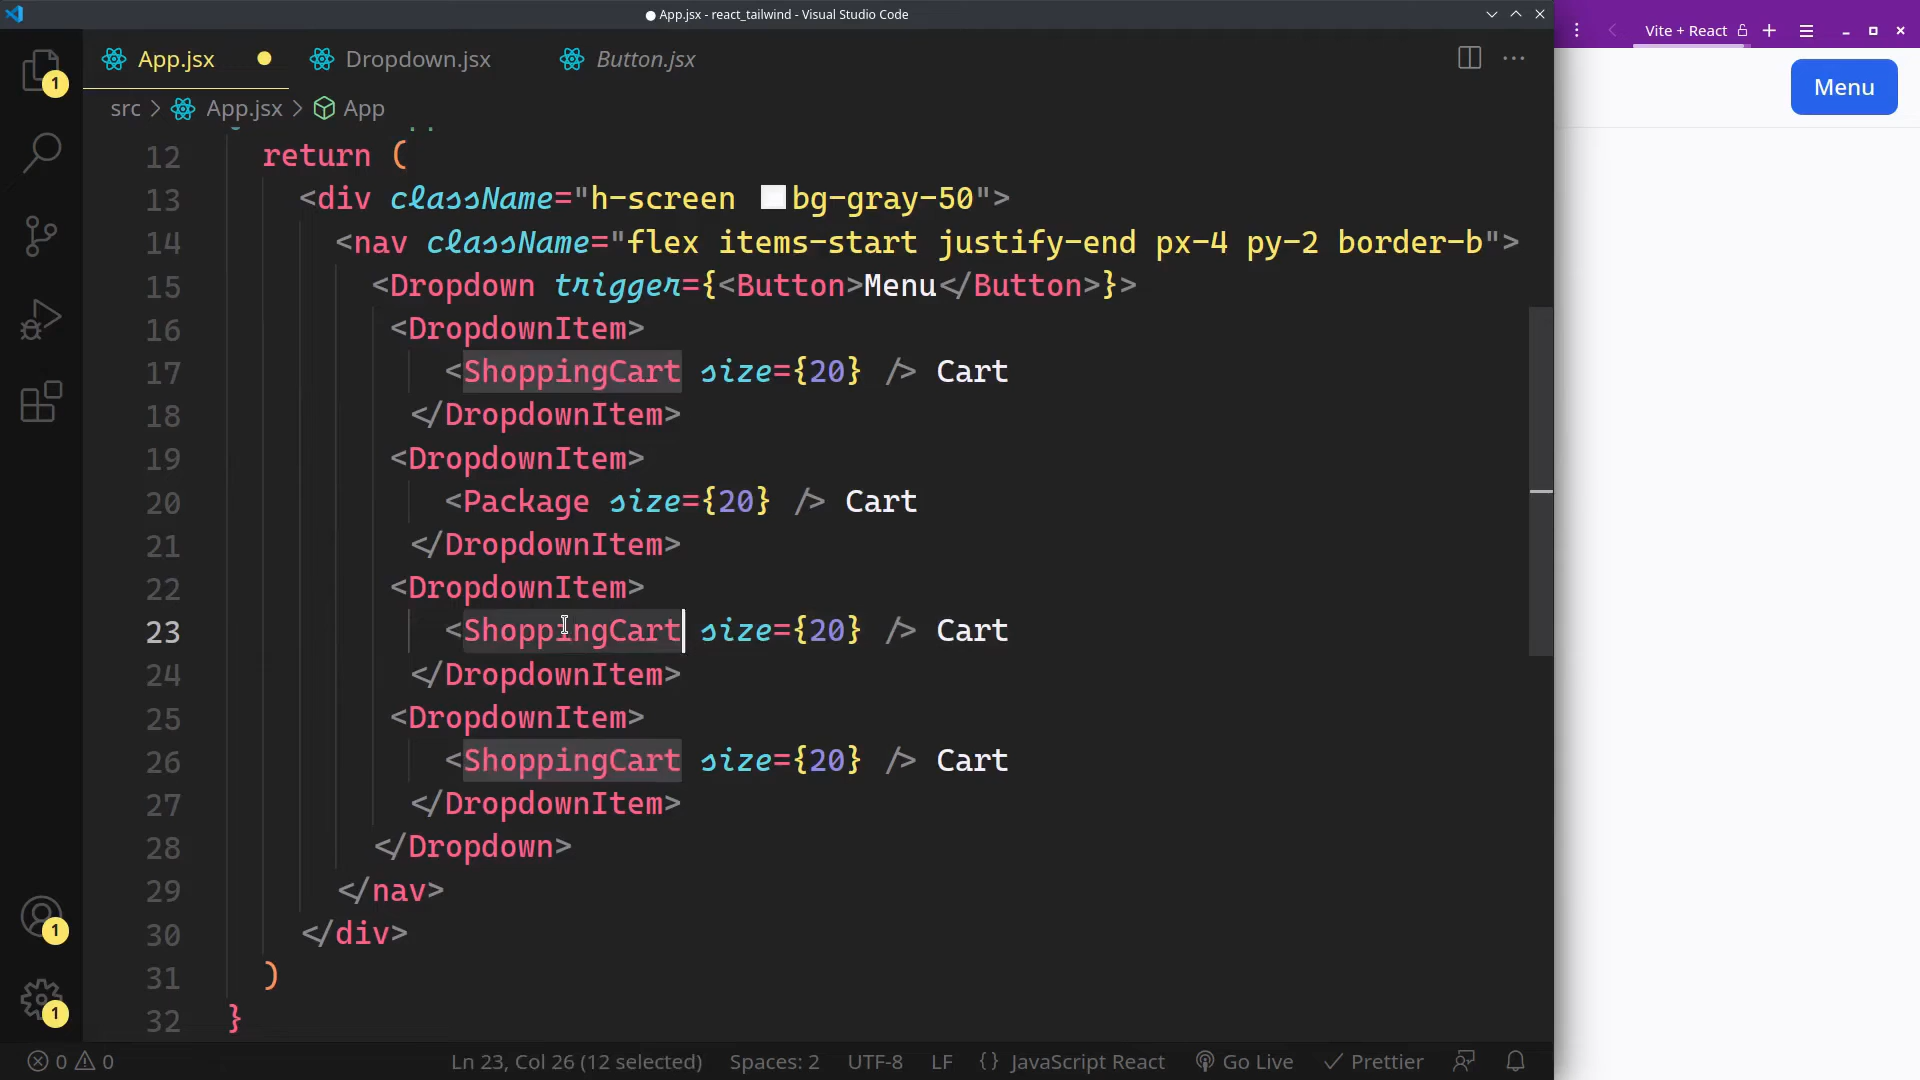 App.jsx - react_tailwind - Visual Studio Code
Vite + React
App.jsx
Dropdown.jsx
Button.jsx
Menu
src > App.jsx > App
12 return (
13 <div className="h-screen bg-gray-50">
14 <nav className="flex items-start justify-end px-4 py-2 border-b">
15 <Dropdown trigger={<Button>Menu</Button>}>
16 <DropdownItem>
17 <ShoppingCart size={20} /> Cart
18 </DropdownItem>
19 <DropdownItem>
20 <Package size={20} /> Cart
21 </DropdownItem>
22 <DropdownItem>
23 <ShoppingCart size={20} /> Cart
24 </DropdownItem>
25 <DropdownItem>
26 <ShoppingCart size={20} /> Cart
27 </DropdownItem>
28 </Dropdown>
29 </nav>
30 </div>
31 )
32 }
1
1
1
0 0 Ln 23, Col 26 (12 selected) Spaces: 2 UTF-8 LF {} JavaScript React Go Live Prettier